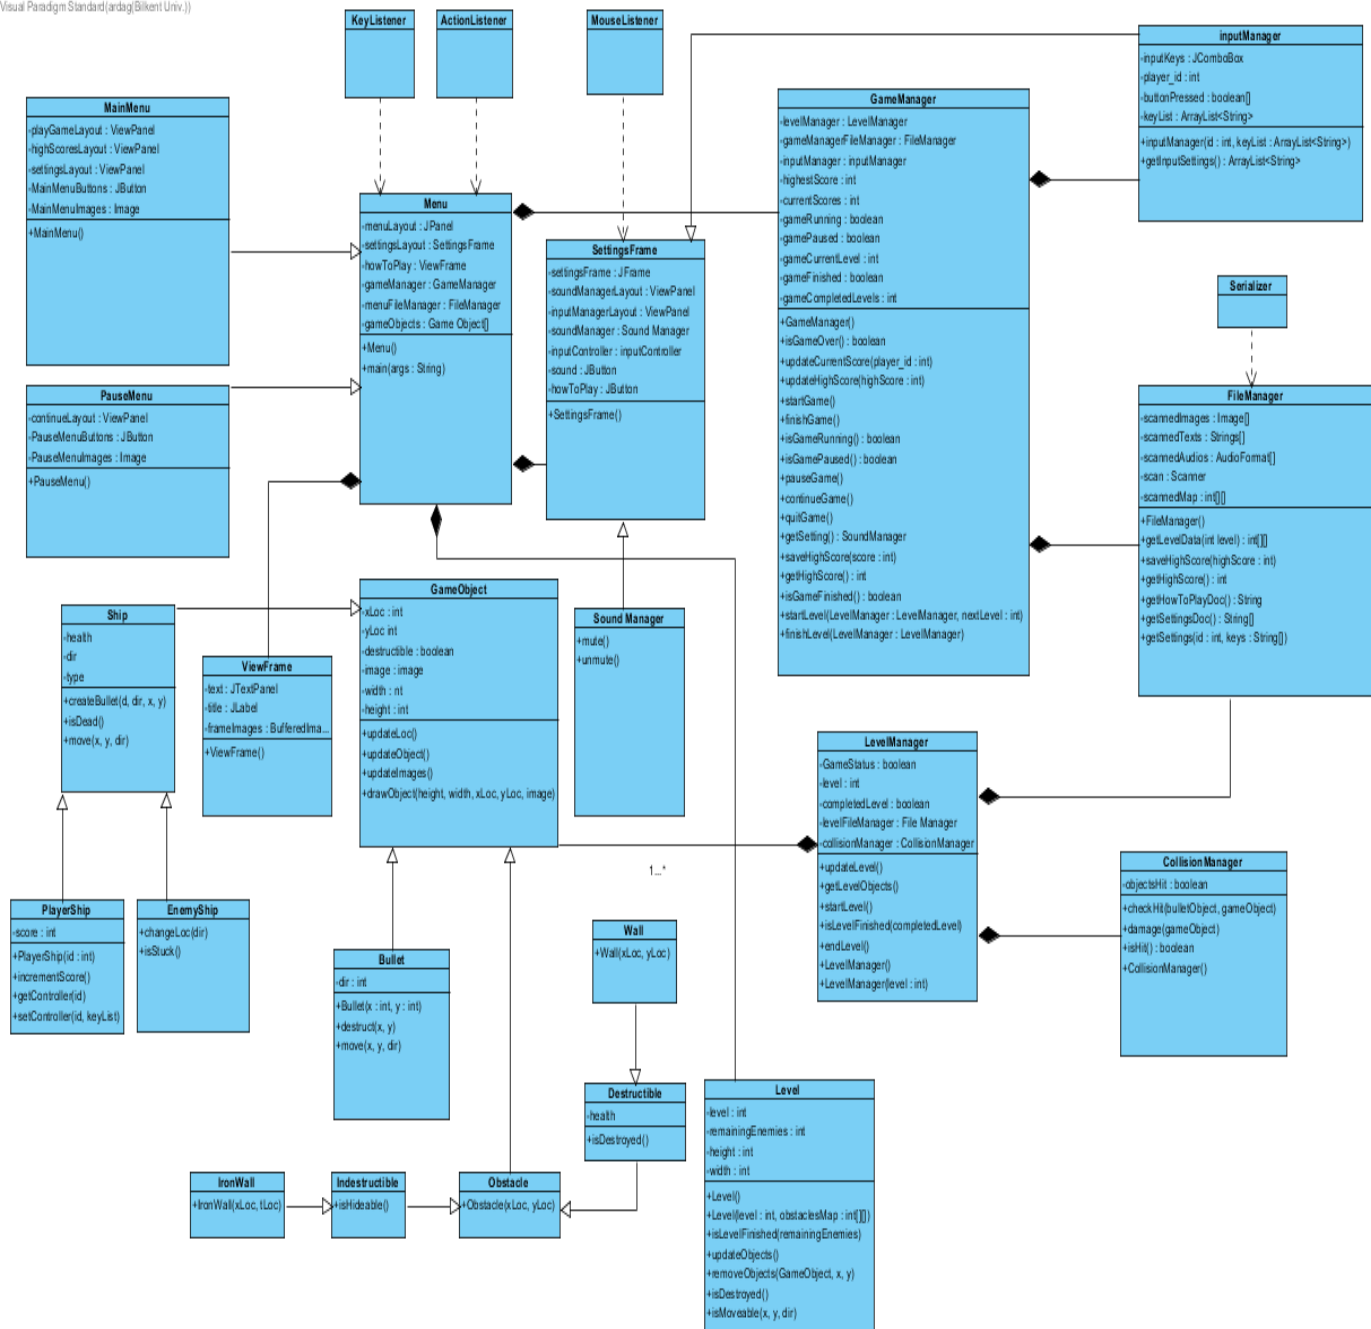 Visual Paradigm Standard(ardag(Bilkent Univ.))
KeyListener
ActionListener
MouseListener
inputManager
-inputKeys : JComboBox
-player_id : int
-buttonPressed : boolean[]
-keyList : ArrayList<String>
+inputManager(id : int, keyList : ArrayList<String>)
+getInputSettings() : ArrayList<String>
MainMenu
-playGameLayout : ViewPanel
-highScoresLayout : ViewPanel
-settingsLayout : ViewPanel
-MainMenuButtons : JButton
-MainMenuImages : Image
+MainMenu()
GameManager
-levelManager : LevelManager
-gameManagerFileManager : FileManager
-inputManager : inputManager
-highestScore : int
-currentScores : int
-gameRunning : boolean
-gamePaused : boolean
-gameCurrentLevel : int
-gameFinished : boolean
-gameCompletedLevels : int
+GameManager()
+isGameOver() : boolean
+updateCurrentScore(player_id : int)
+updateHighScore(highScore : int)
+startGame()
+finishGame()
+isGameRunning() : boolean
+isGamePaused() : boolean
+pauseGame()
+continueGame()
+quitGame()
+getSetting() : SoundManager
+saveHighScore(score : int)
+getHighScore() : int
+isGameFinished() : boolean
+startLevel(LevelManager : LevelManager, nextLevel : int)
+finishLevel(LevelManager : LevelManager)
Menu
-menuLayout : JPanel
-settingsLayout : SettingsFrame
-howToPlay : ViewFrame
-gameManager : GameManager
-menuFileManager : FileManager
-gameObjects : Game Object[]
+Menu()
+main(args : String)
SettingsFrame
-settingsFrame : JFrame
-soundManagerLayout : ViewPanel
-inputManagerLayout : ViewPanel
-soundManager : Sound Manager
-inputController : inputController
-sound : JButton
-howToPlay : JButton
+SettingsFrame()
Serializer
PauseMenu
-continueLayout : ViewPanel
-PauseMenuButtons : JButton
-PauseMenuImages : Image
+PauseMenu()
FileManager
-scannedImages : Image[]
-scannedTexts : Strings[]
-scannedAudios : AudioFormat[]
-scan : Scanner
-scannedMap : int[][]
+FileManager()
+getLevelData(int level) : int[][]
+saveHighScore(highScore : int)
+getHighScore() : int
+getHowToPlayDoc() : String
+getSettingsDoc() : String[]
+getSettings(id : int, keys : String[])
Ship
-health
-dir
-type
+createBullet(d, dir, x, y)
+isDead()
+move(x, y, dir)
ViewFrame
-text : JTextPanel
-title : JLabel
-frameImages : BufferedIma...
+ViewFrame()
GameObject
-xLoc : int
-yLoc int
-destructible : boolean
-image : image
-width : nt
-height : int
+updateLoc()
+updateObject()
+updateImages()
+drawObject(height, width, xLoc, yLoc, image)
Sound Manager
+mute()
+unmute()
LevelManager
-GameStatus : boolean
-level : int
-completedLevel : boolean
-levelFileManager : File Manager
-collisionManager : CollisionManager
+updateLevel()
+getLevelObjects()
+startLevel()
+isLevelFinished(completedLevel)
+endLevel()
+LevelManager()
+LevelManager(level : int)
1...*
CollisionManager
-objectsHit : boolean
+checkHit(bulletObject, gameObject)
+damage(gameObject)
+isHit() : boolean
+CollisionManager()
PlayerShip
-score : int
+PlayerShip(id : int)
+incrementScore()
+getController(id)
+setController(id, keyList)
EnemyShip
+changeLoc(dir)
+isStuck()
Bullet
-dir : int
+Bullet(x : int, y : int)
+destruct(x, y)
+move(x, y, dir)
Wall
+Wall(xLoc, yLoc)
Destructible
-health
+isDestroyed()
Level
-level : int
-remainingEnemies : int
-height : int
-width : int
+Level()
+Level(level : int, obstaclesMap : int[][])
+isLevelFinished(remainingEnemies)
+updateObjects()
+removeObjects(GameObject, x, y)
+isDestroyed()
+isMoveable(x, y, dir)
IronWall
+IronWall(xLoc, tLoc)
Indestructible
+isHideable()
Obstacle
+Obstacle(xLoc, yLoc)